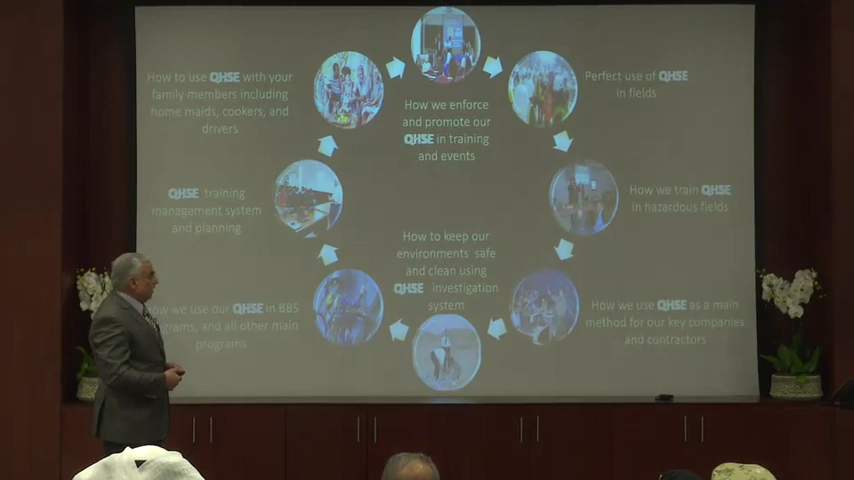 How to use QHSE with your
family members including
home maids, cookers, and
drivers
How we enforce
and promote our
QHSE in training
and events
Perfect use of QHSE
in fields
QHSE training
management system
and planning
How we train QHSE
in hazardous fields
How to keep our
environments safe
and clean using
QHSE investigation
system
How we use our QHSE in BBS
and all other main
programs
How we use QHSE as a main
method for our key companies
and contractors